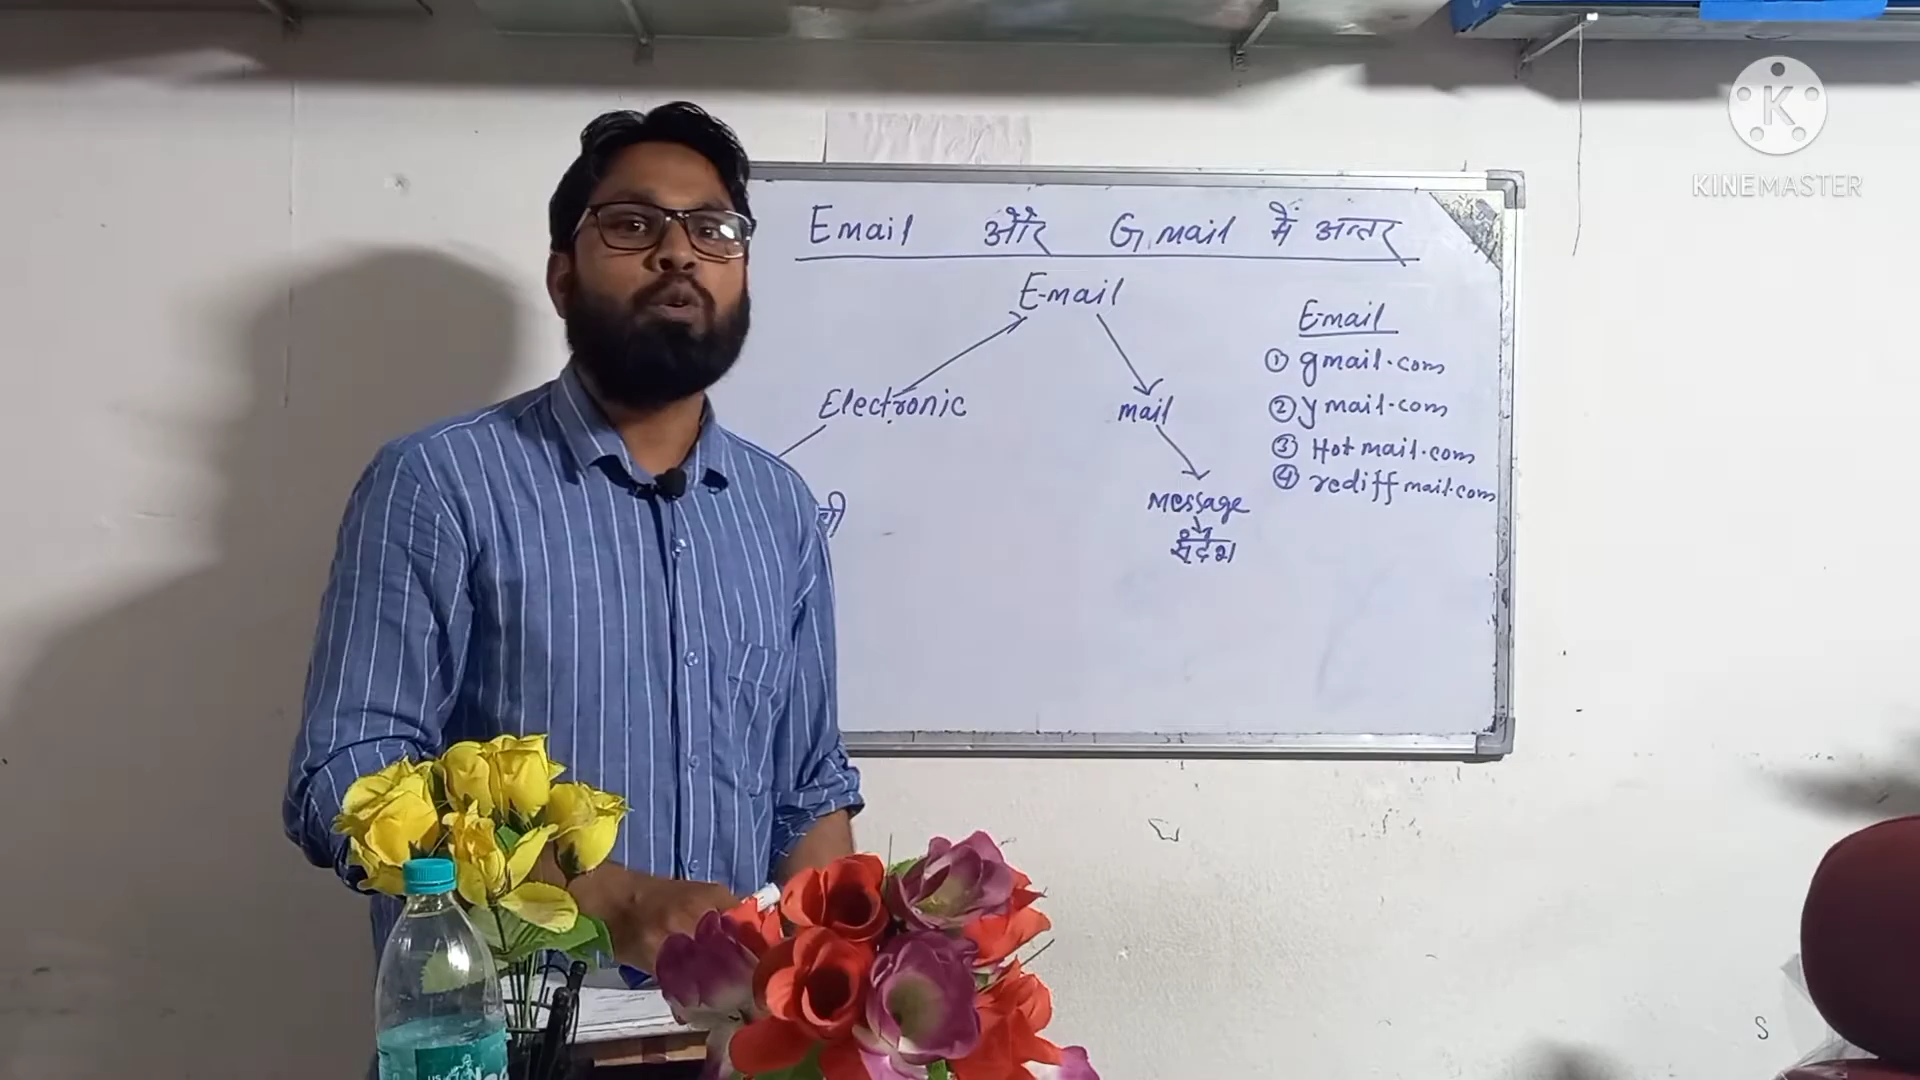 KINEMASTER
Email और Gmail में अन्तर
E-mail
Electronic
mail
Message
संदेश
E-mail
① gmail.com
② ymail.com
③ Hotmail.com
④ rediffmail.com